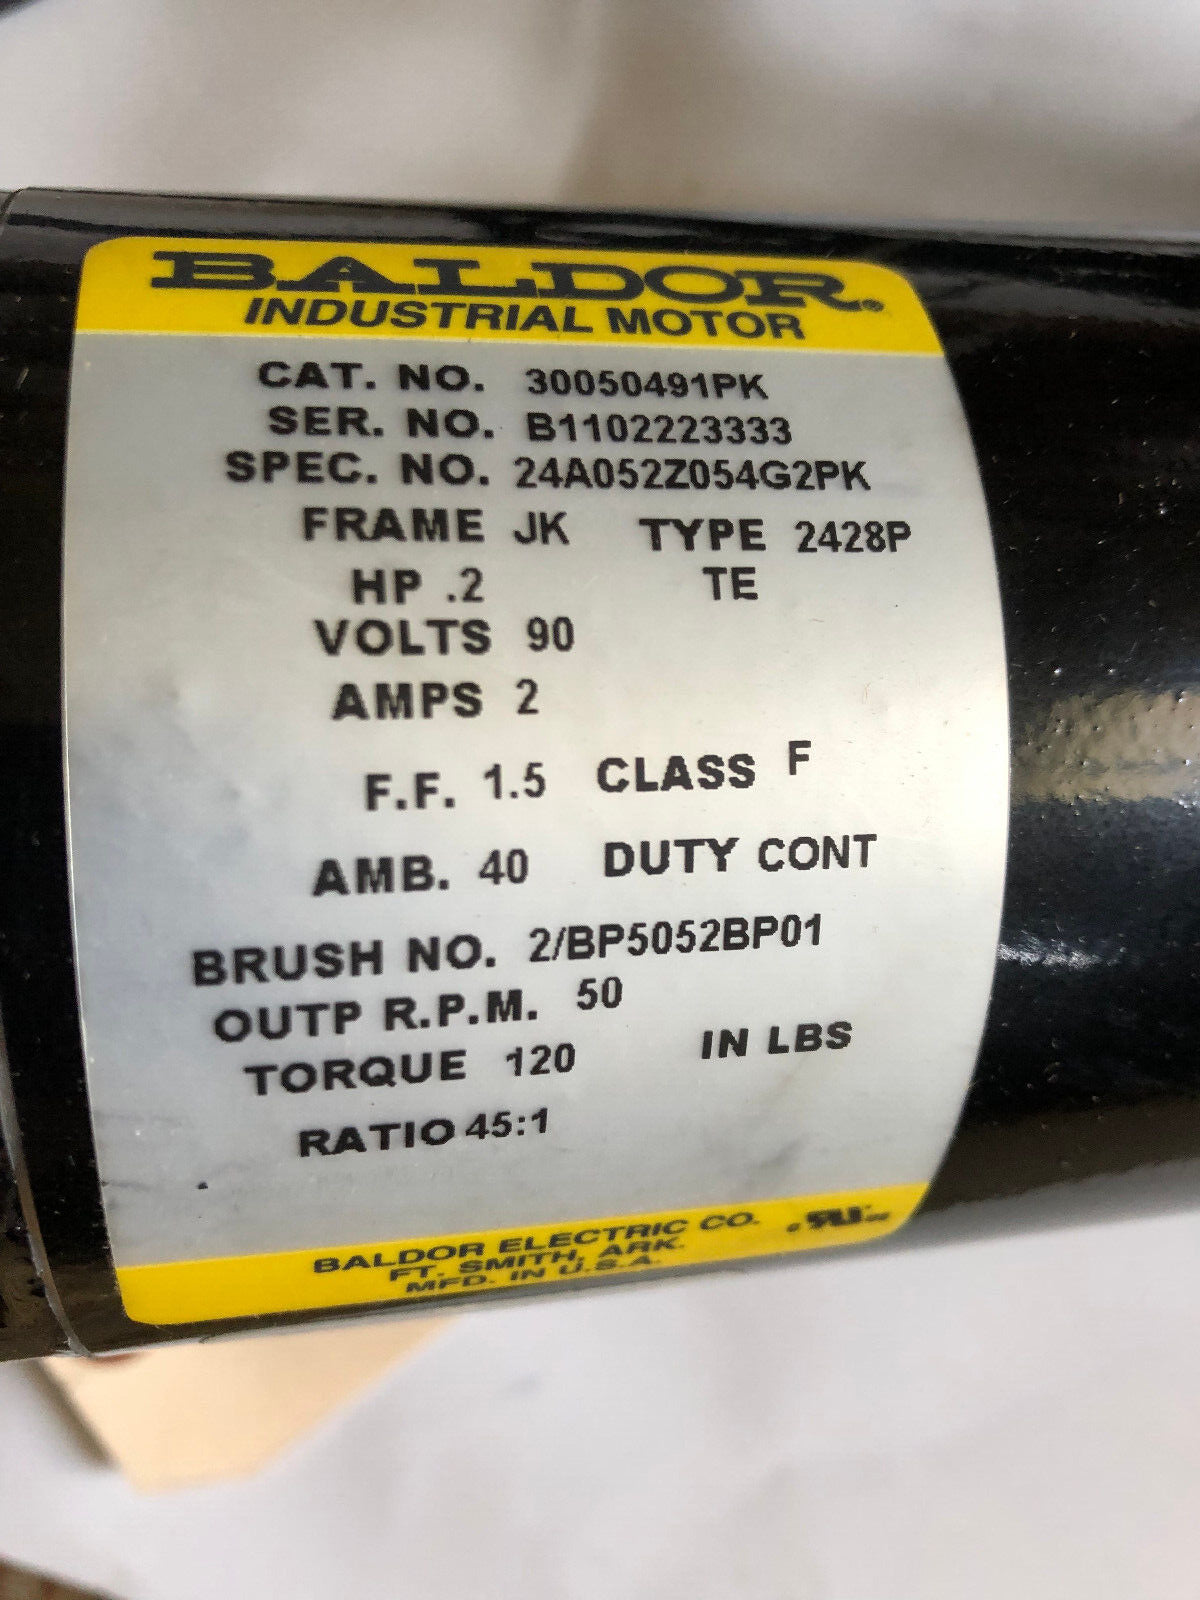 BALDOR
INDUSTRIAL MOTOR
CAT. NO. 30050491PK
SER. NO. B1102223333
SPEC. NO. 24A052Z054G2PK
FRAME JK TYPE 2428P
HP .2 TE
VOLTS 90
AMPS 2
F.F. 1.5 CLASS F
AMB. 40 DUTY CONT
BRUSH NO. 2/BP5052BP01
OUTP R.P.M. 50
TORQUE 120 IN LBS
RATIO 45:1
BALDOR ELECTRIC CO.
FT. SMITH, ARK.
MFD. IN U.S.A.